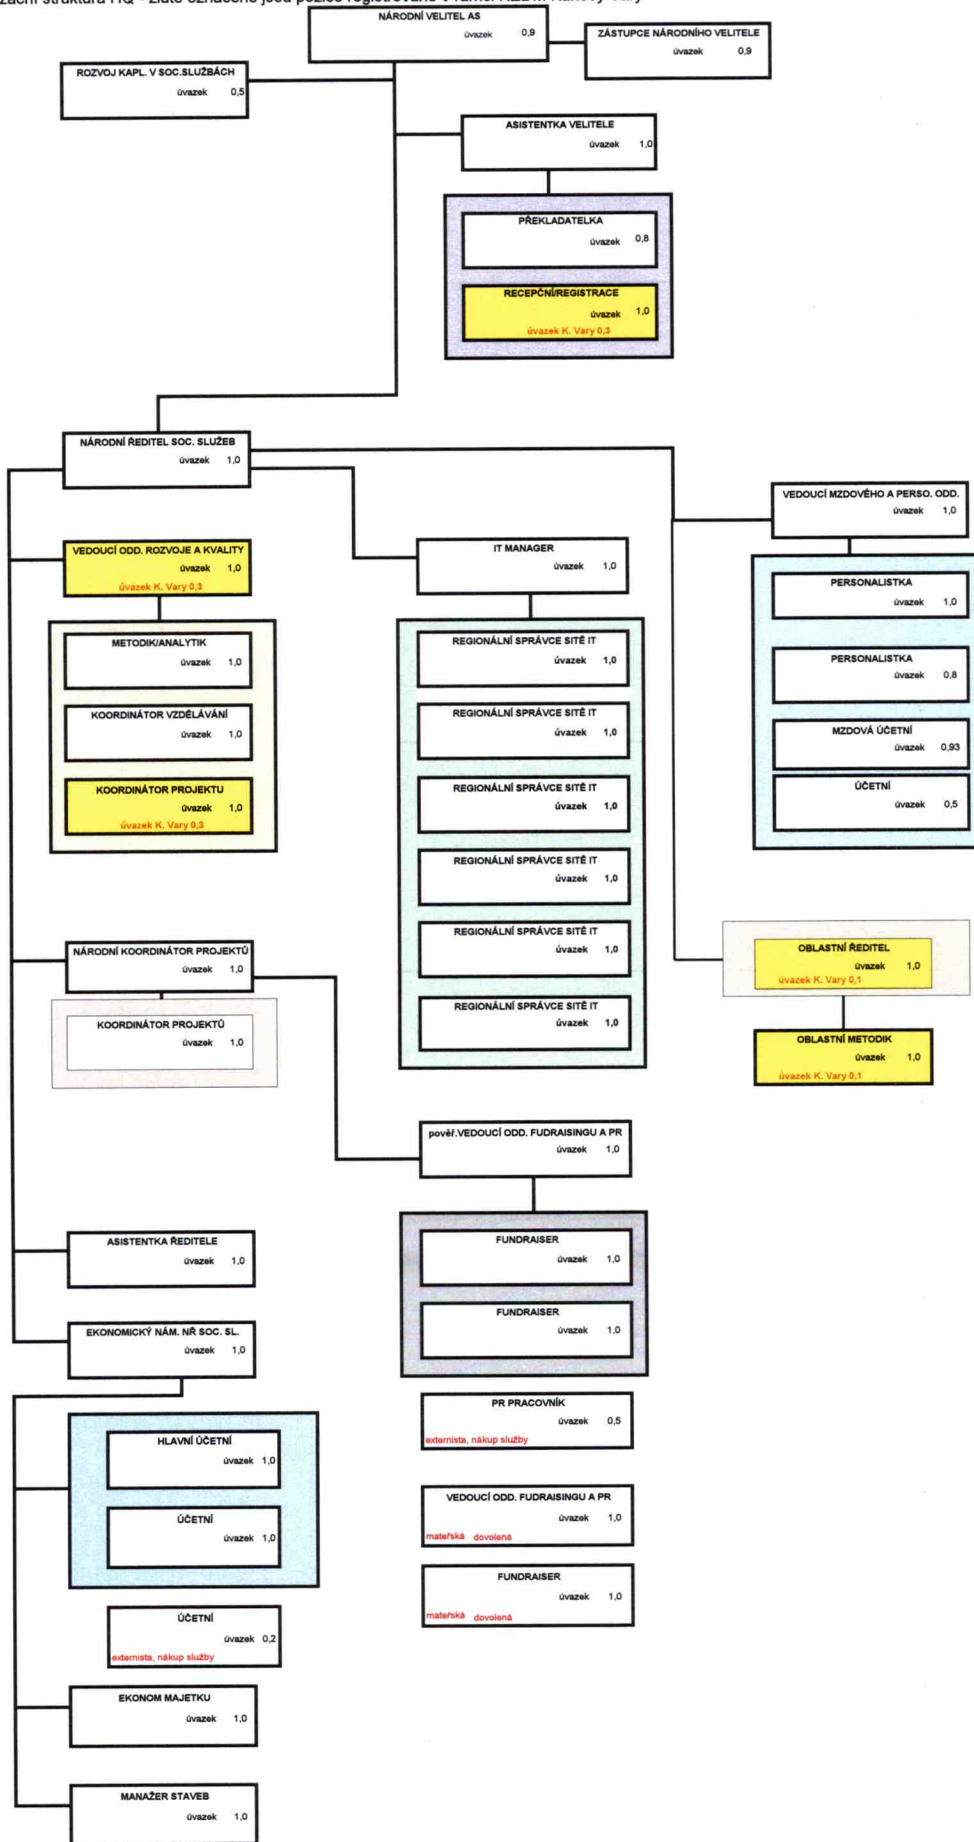 NÁRODNÍ VELITEL AS
úvazek 0,9
ZÁSTUPCE NÁRODNÍHO VELITELE
úvazek 0,9
ROZVOJ KAPL. V SOC.SLUŽBÁCH
úvazek 0,5
ASISTENTKA VELITELE
úvazek 1,0
PŘEKLADATELKA
úvazek 0,8
RECEPČNÍ/REGISTRACE
úvazek 1,0
úvazek K. Vary 0,3
NÁRODNÍ ŘEDITEL SOC. SLUŽEB
úvazek 1,0
VEDOUCÍ ODD. ROZVOJE A KVALITY
úvazek 1,0
úvazek K. Vary 0,3
METODIK/ANALYTIK
úvazek 1,0
KOORDINÁTOR VZDĚLÁVÁNÍ
úvazek 1,0
KOORDINÁTOR PROJEKTU
úvazek 1,0
úvazek K. Vary 0,3
IT MANAGER
úvazek 1,0
REGIONÁLNÍ SPRÁVCE SITĚ IT
úvazek 1,0
REGIONÁLNÍ SPRÁVCE SITĚ IT
úvazek 1,0
REGIONÁLNÍ SPRÁVCE SITĚ IT
úvazek 1,0
REGIONÁLNÍ SPRÁVCE SITĚ IT
úvazek 1,0
REGIONÁLNÍ SPRÁVCE SITĚ IT
úvazek 1,0
REGIONÁLNÍ SPRÁVCE SITĚ IT
úvazek 1,0
VEDOUCÍ MZDOVÉHO A PERSO. ODD.
úvazek 1,0
PERSONALISTKA
úvazek 1,0
PERSONALISTKA
úvazek 0,8
MZDOVÁ ÚČETNÍ
úvazek 0,93
ÚČETNÍ
úvazek 0,5
OBLASTNÍ ŘEDITEL
úvazek 1,0
úvazek K. Vary 0,1
OBLASTNÍ METODIK
úvazek 1,0
úvazek K. Vary 0,1
NÁRODNÍ KOORDINÁTOR PROJEKTŮ
úvazek 1,0
KOORDINÁTOR PROJEKTŮ
úvazek 1,0
pověř.VEDOUCÍ ODD. FUDRAISINGU A PR
úvazek 1,0
FUNDRAISER
úvazek 1,0
FUNDRAISER
úvazek 1,0
PR PRACOVNÍK
úvazek 0,5
externista, nákup služby
VEDOUCÍ ODD. FUDRAISINGU A PR
úvazek 1,0
mateřská dovolená
FUNDRAISER
úvazek 1,0
mateřská dovolená
ASISTENTKA ŘEDITELE
úvazek 1,0
EKONOMICKÝ NÁM. NŘ SOC. SL.
úvazek 1,0
HLAVNÍ ÚČETNÍ
úvazek 1,0
ÚČETNÍ
úvazek 1,0
ÚČETNÍ
úvazek 0,2
externista, nákup služby
EKONOM MAJETKU
úvazek 1,0
MANAŽER STAVEB
úvazek 1,0